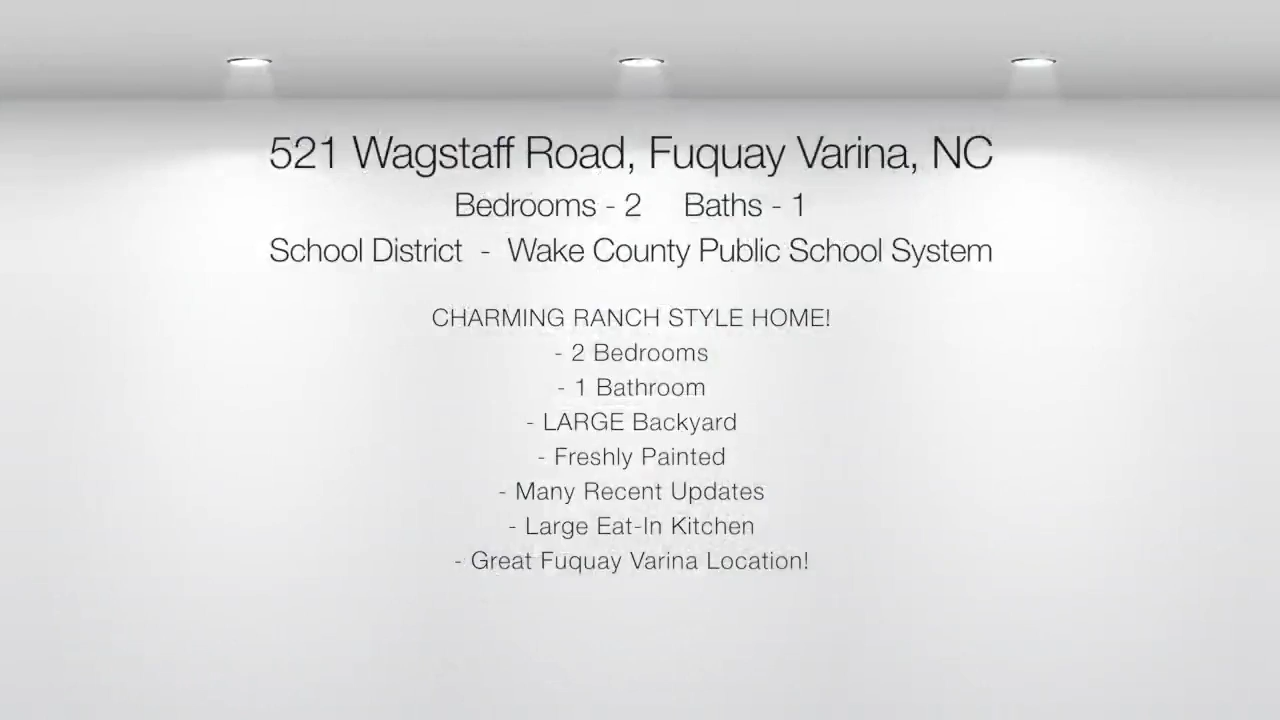 521 Wagstaff Road, Fuquay Varina, NC
Bedrooms - 2 Baths - 1
School District - Wake County Public School System
CHARMING RANCH STYLE HOME!
- 2 Bedrooms
- 1 Bathroom
- LARGE Backyard
- Freshly Painted
- Many Recent Updates
- Large Eat-In Kitchen
- Great Fuquay Varina Location!